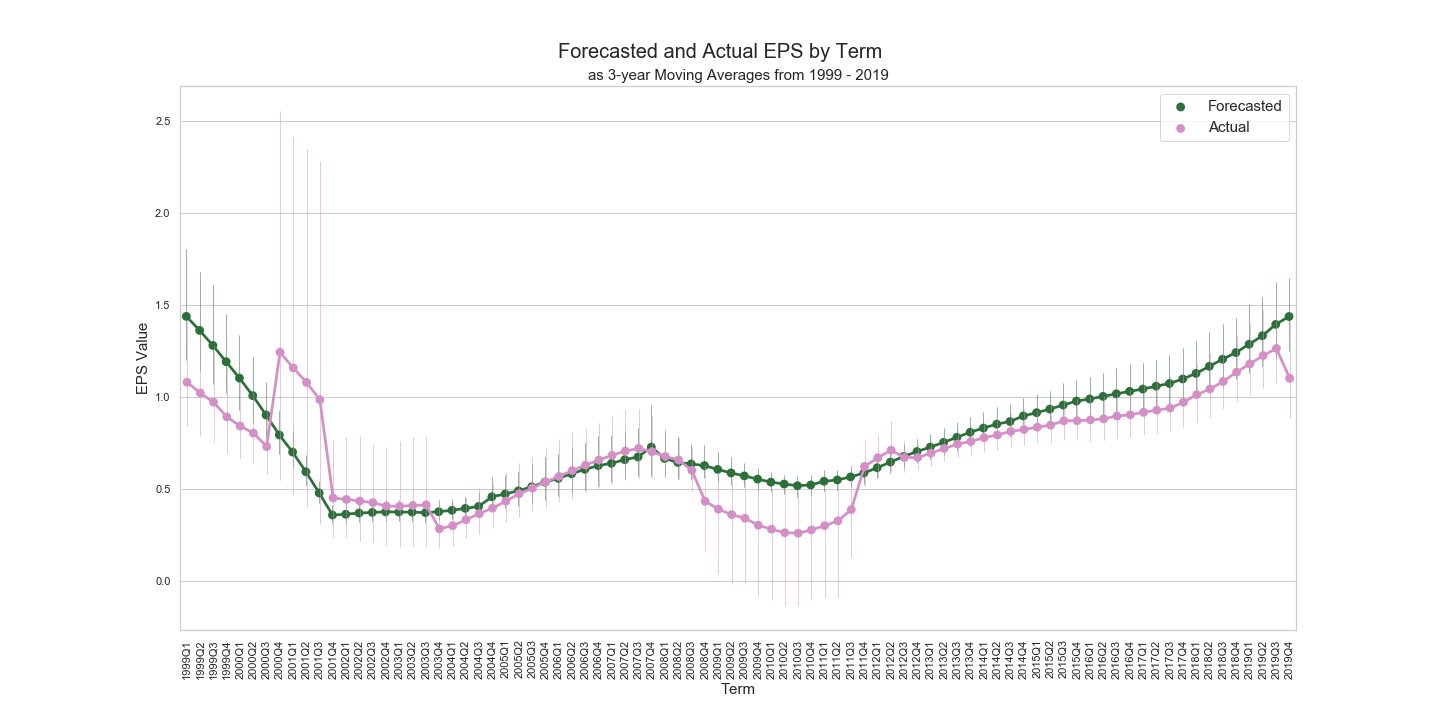 Forecasted and Actual EPS by Term
as 3-year Moving Averages from 1999 - 2019
Forecasted
Actual
EPS Value
2.5
2.0
1.5
1.0
0.5
0.0
1999Q1
1999Q2
1999Q3
1999Q4
2000Q1
2000Q2
2000Q3
2000Q4
2001Q1
2001Q2
2001Q3
2001Q4
2002Q1
2002Q2
2002Q3
2002Q4
2003Q1
2003Q2
2003Q3
2003Q4
2004Q1
2004Q2
2004Q3
2004Q4
2005Q1
2005Q2
2005Q3
2005Q4
2006Q1
2006Q2
2006Q3
2006Q4
2007Q1
2007Q2
2007Q3
2007Q4
2008Q1
2008Q2
2008Q3
2008Q4
2009Q1
2009Q2
2009Q3
2009Q4
2010Q1
2010Q2
2010Q3
2010Q4
2011Q1
2011Q2
2011Q3
2011Q4
2012Q1
2012Q2
2012Q3
2012Q4
2013Q1
2013Q2
2013Q3
2013Q4
2014Q1
2014Q2
2014Q3
2014Q4
2015Q1
2015Q2
2015Q3
2015Q4
2016Q1
2016Q2
2016Q3
2016Q4
2017Q1
2017Q2
2017Q3
2017Q4
2018Q1
2018Q2
2018Q3
2018Q4
2019Q1
2019Q2
2019Q3
2019Q4
Term